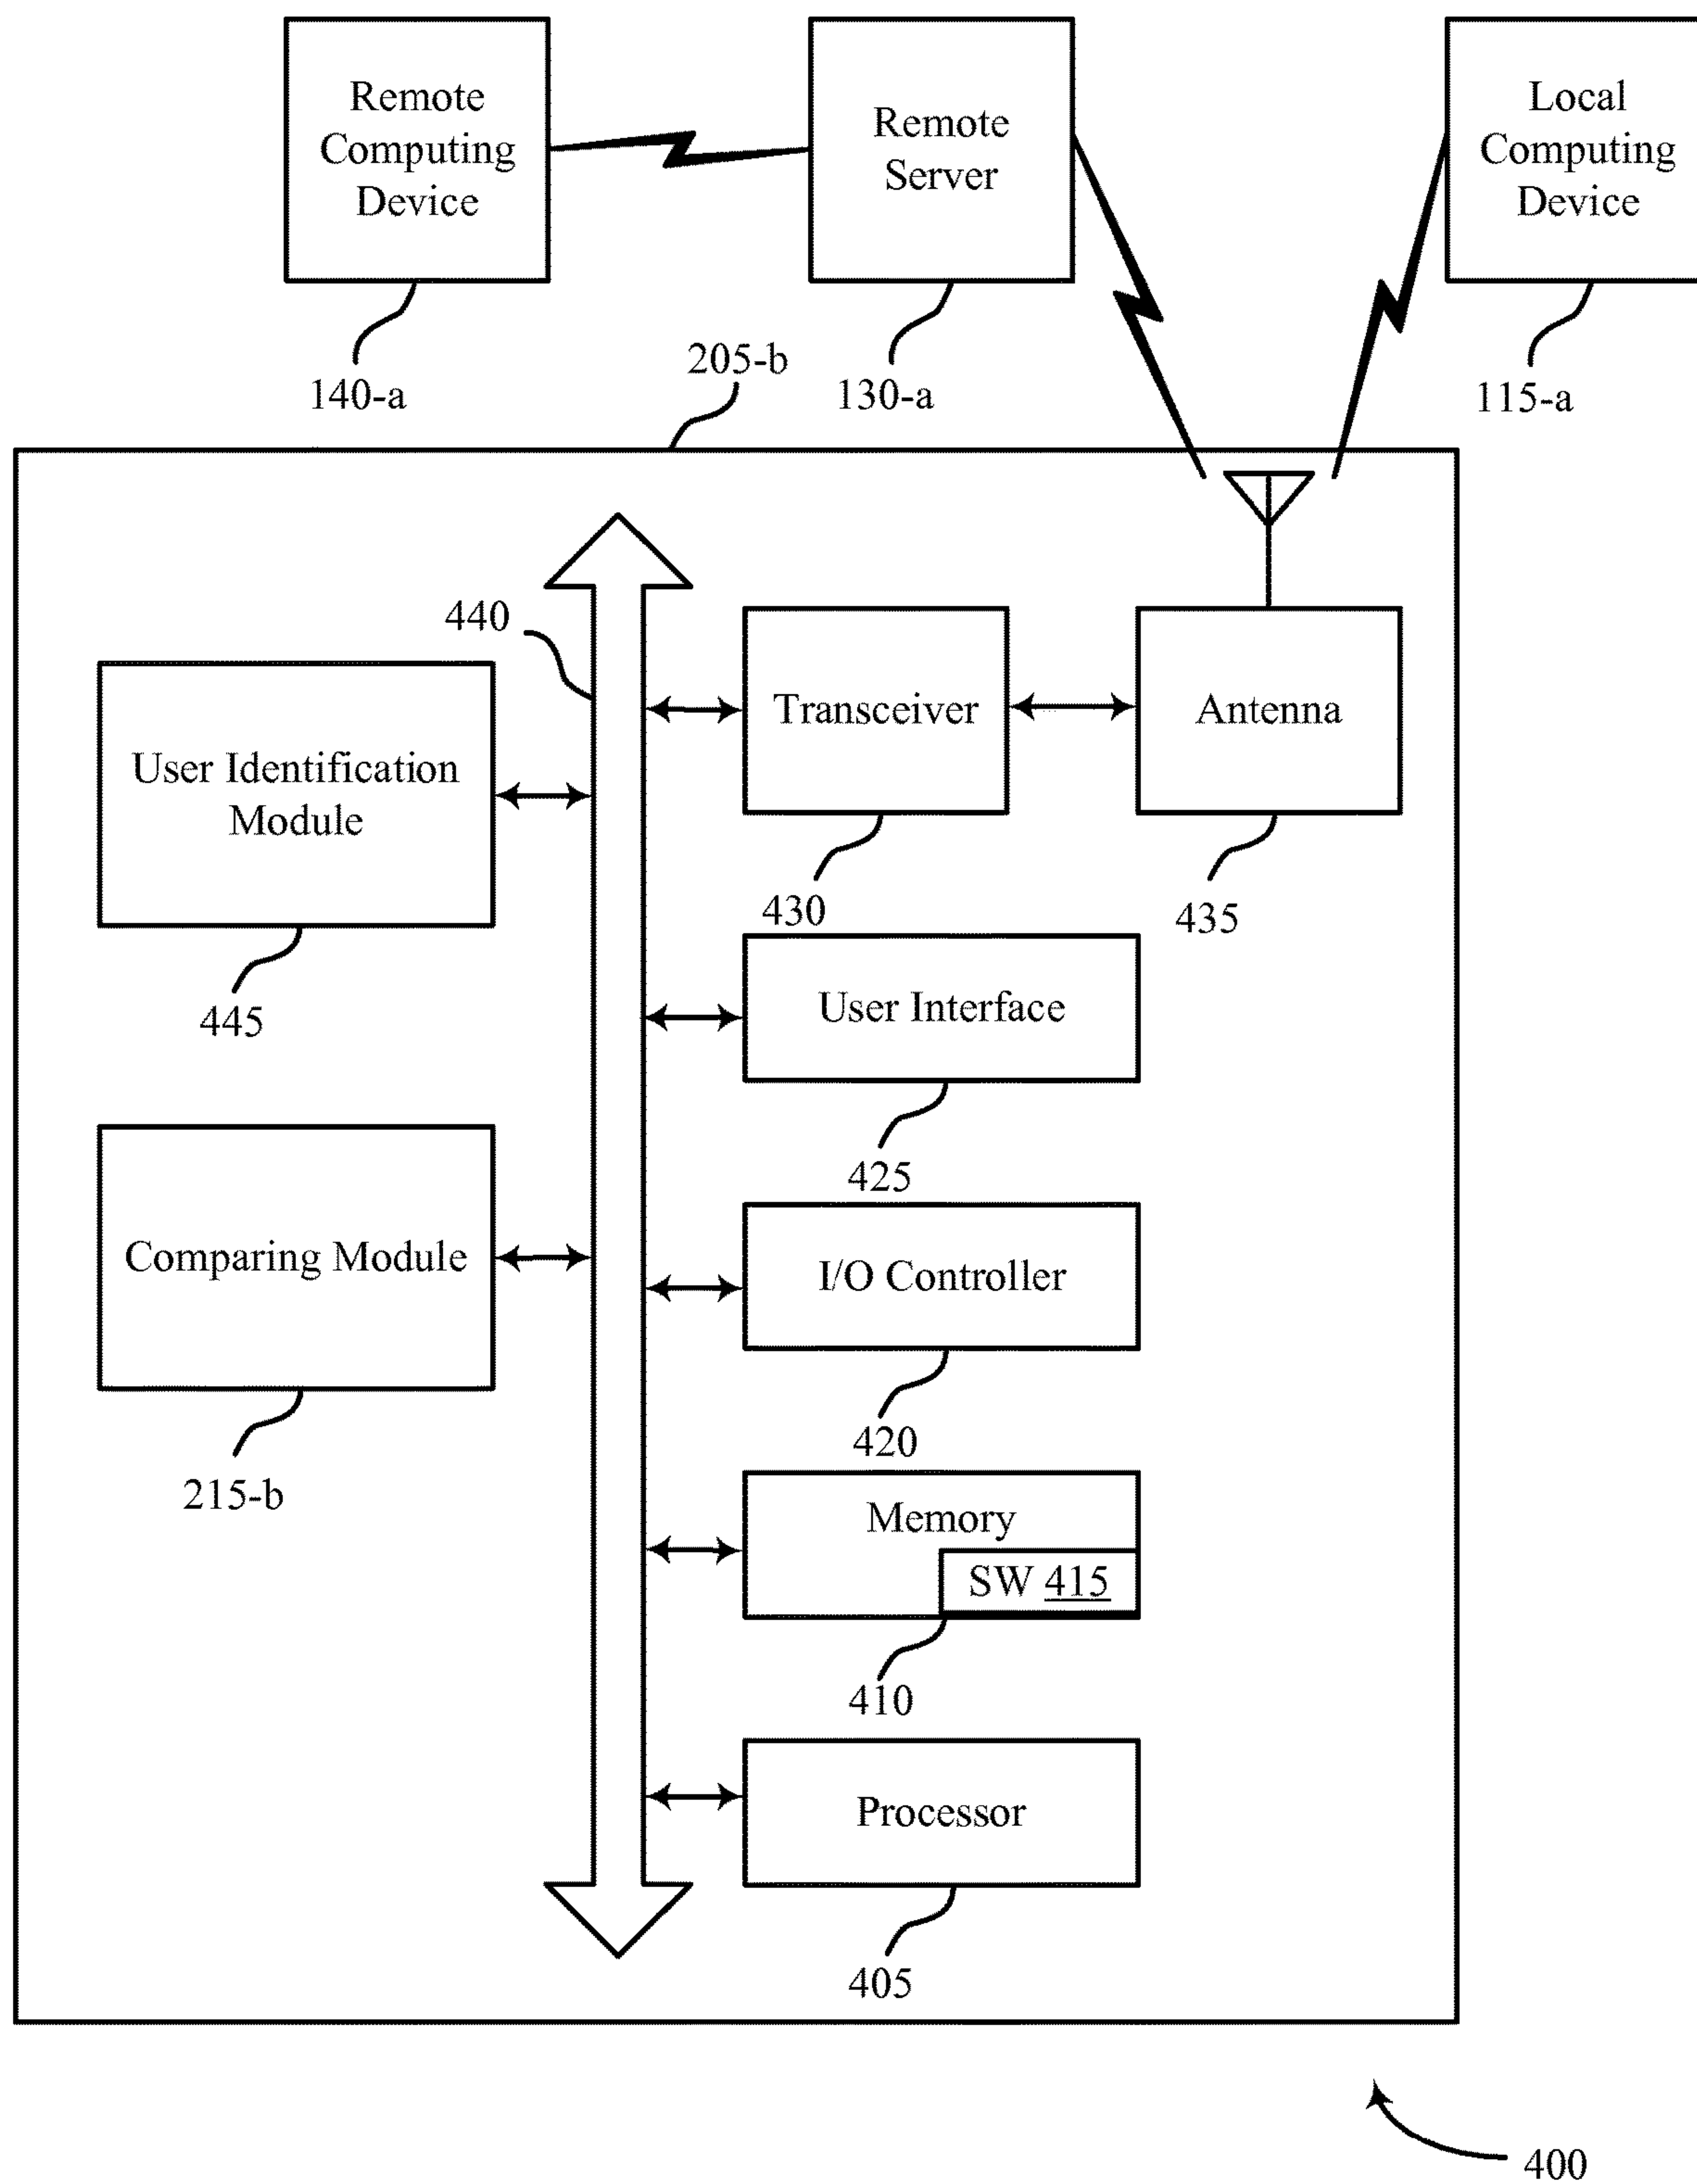 Remote
Computing
Device
Remote
Server
Local
Computing
Device
140-a
205-b
130-a
115-a
440
Transceiver
Antenna
User Identification
Module
430
435
445
User Interface
425
Comparing Module
I/O Controller
420
215-b
Memory
SW 415
410
Processor
405
400